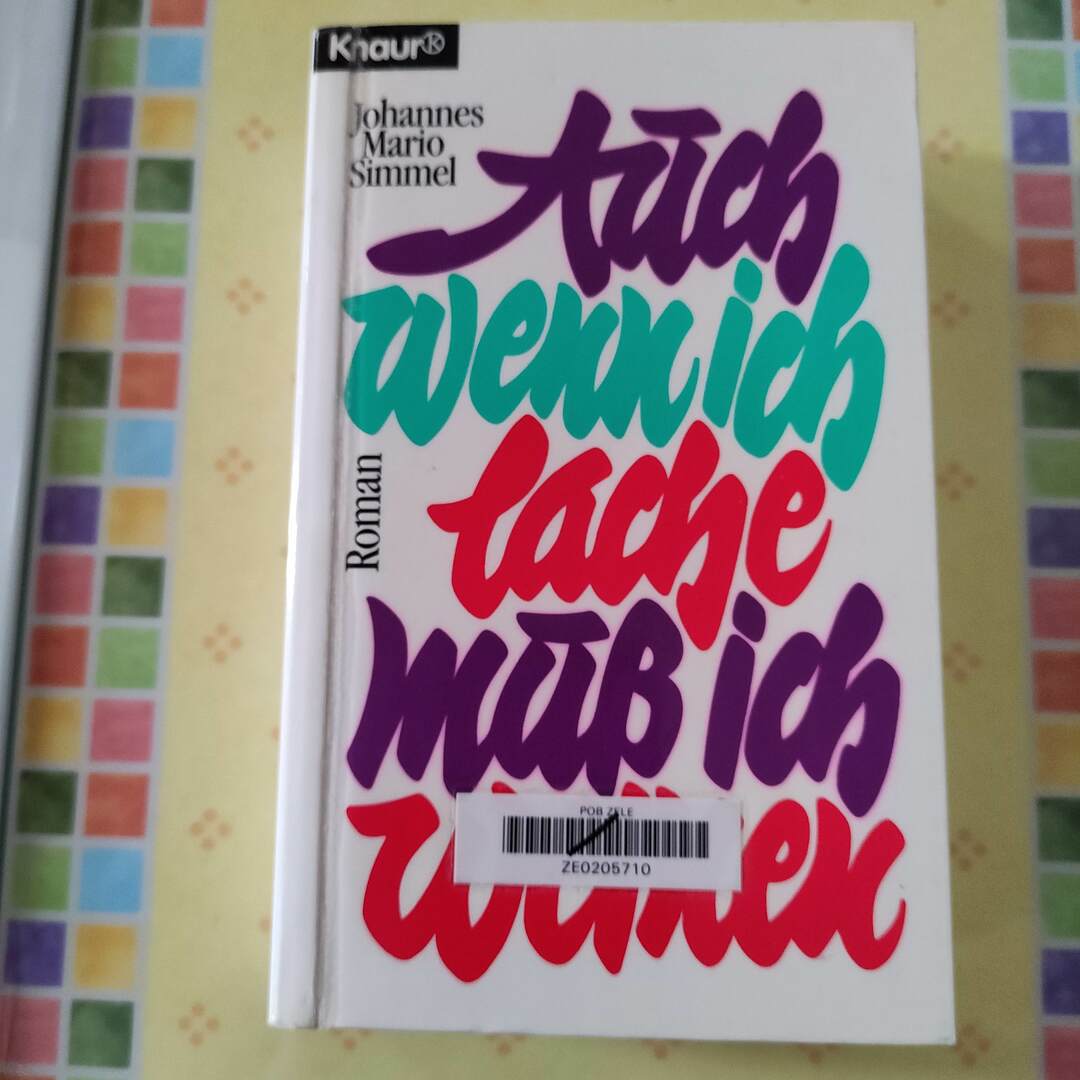 Knaur®
Johannes
Mario
Simmel
Auch
wenn ich
lache
muß ich
weinen
Roman
POB ZELE
ZE0205710